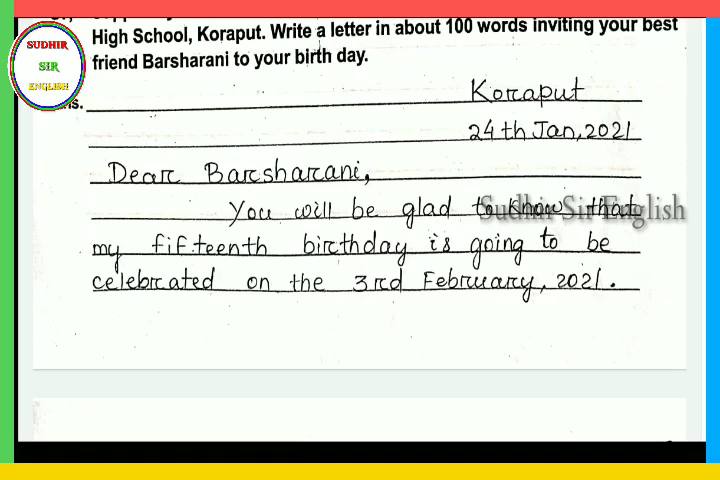 High School, Koraput. Write a letter in about 100 words inviting your best
SUDHIR
SIR
ENGLISH
friend Barsharani to your birth day.
ns.
Koraput
24th Jan, 2021
Dear Barsharani,
You will be glad to know that
Sudhir Sir English
my fifteenth birthday is going to be
celebrated on the 3rd February, 2021.